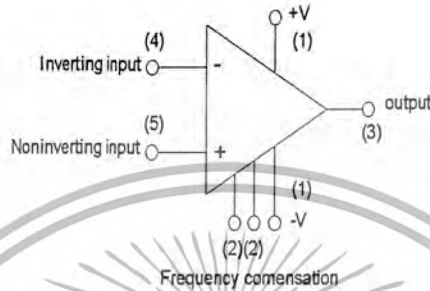 +V
(4)
(1)
Inverting input
-
output
(5)
(3)
Noninverting input
+
(1)
-V
(2)(2)
Frequency comensation